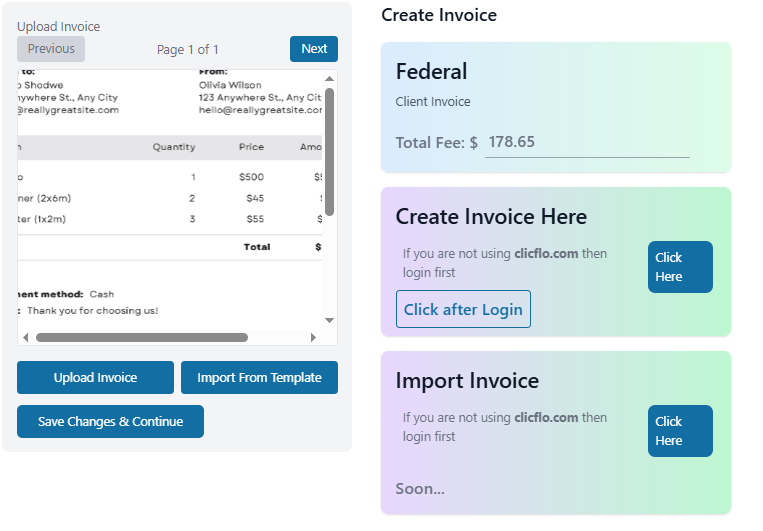 Upload Invoice
Previous
Page 1 of 1
Next
to: From:
Shodwe Olivia Wilson
ywhere St., Any City 123 Anywhere St., Any Cit
@reallygreatsite.com hello@reallygreatsite.com
Quantity Price Amo
1 $500 $5
ner (2x6m) 2 $45 $
ter (1x2m) 3 $55 $
Total $
ent method: Cash
: Thank you for choosing us!
Upload Invoice
Import From Template
Save Changes & Continue
Create Invoice
Federal
Client Invoice
Total Fee: $ 178.65
Create Invoice Here
If you are not using clicflo.com then
login first
Click
Here
Click after Login
Import Invoice
If you are not using clicflo.com then
login first
Click
Here
Soon...